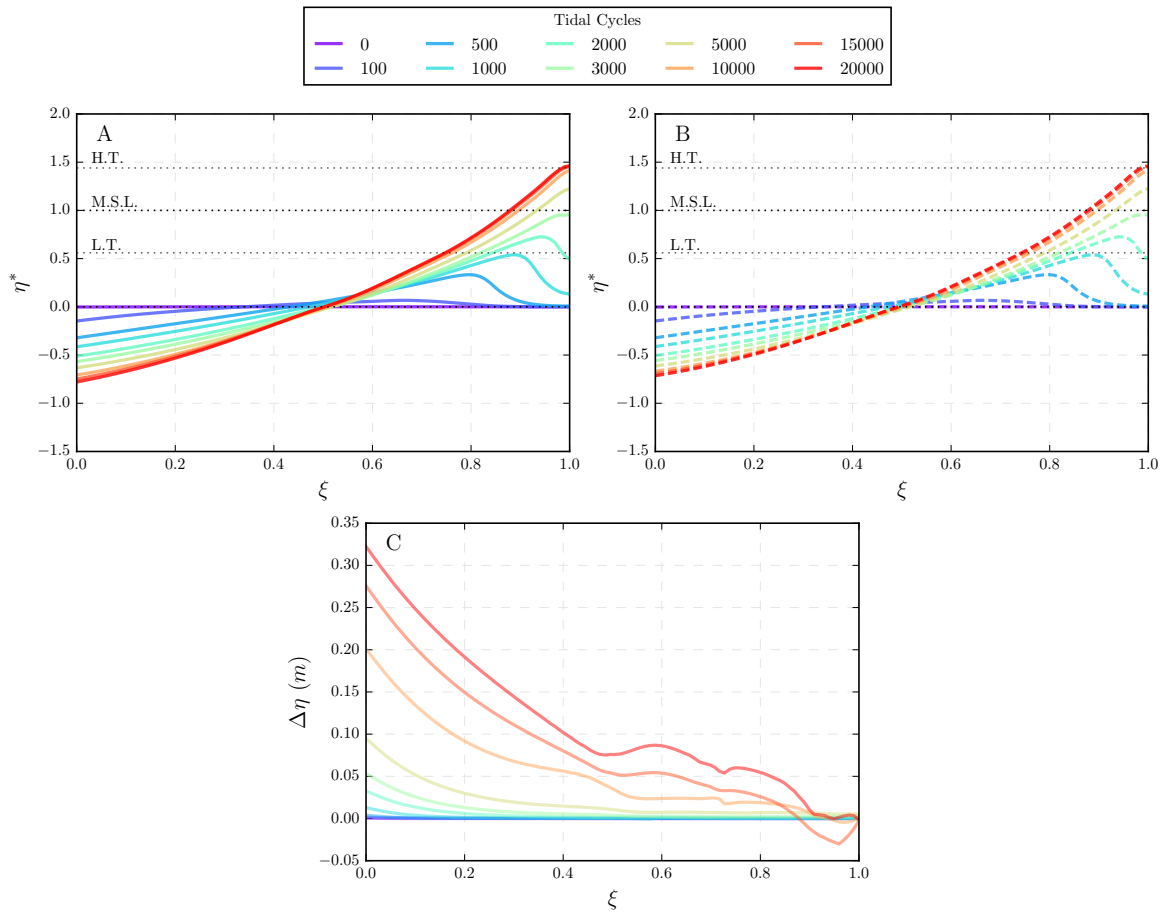 Tidal Cycles
0 500 2000 5000 15000
100 1000 3000 10000 20000
A
H.T.
M.S.L.
L.T.
2.0
1.5
1.0
0.5
0.0
−0.5
−1.0
−1.5
η*
0.0 0.2 0.4 0.6 0.8 1.0
ξ
B
H.T.
M.S.L.
L.T.
2.0
1.5
1.0
0.5
0.0
−0.5
−1.0
−1.5
η*
0.0 0.2 0.4 0.6 0.8 1.0
ξ
C
0.35
0.30
0.25
0.20
0.15
0.10
0.05
0.00
−0.05
Δη (m)
0.0 0.2 0.4 0.6 0.8 1.0
ξ